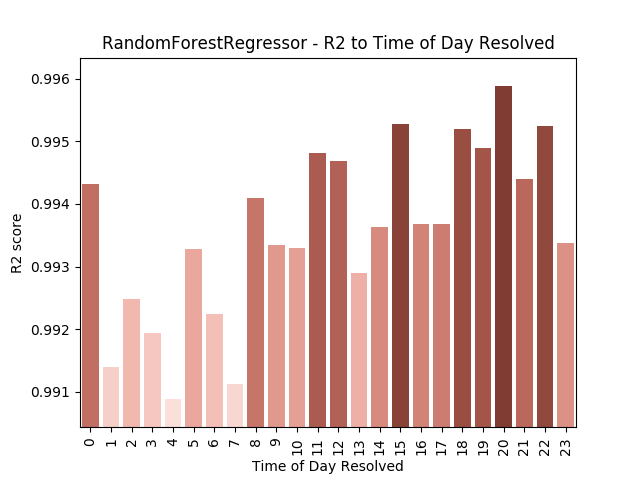 RandomForestRegressor - R2 to Time of Day Resolved
0.996
0.995
0.994
0.993
0.992
0.991
R2 score
0 1 2 3 4 5 6 7 8 9 10 11 12 13 14 15 16 17 18 19 20 21 22 23
Time of Day Resolved